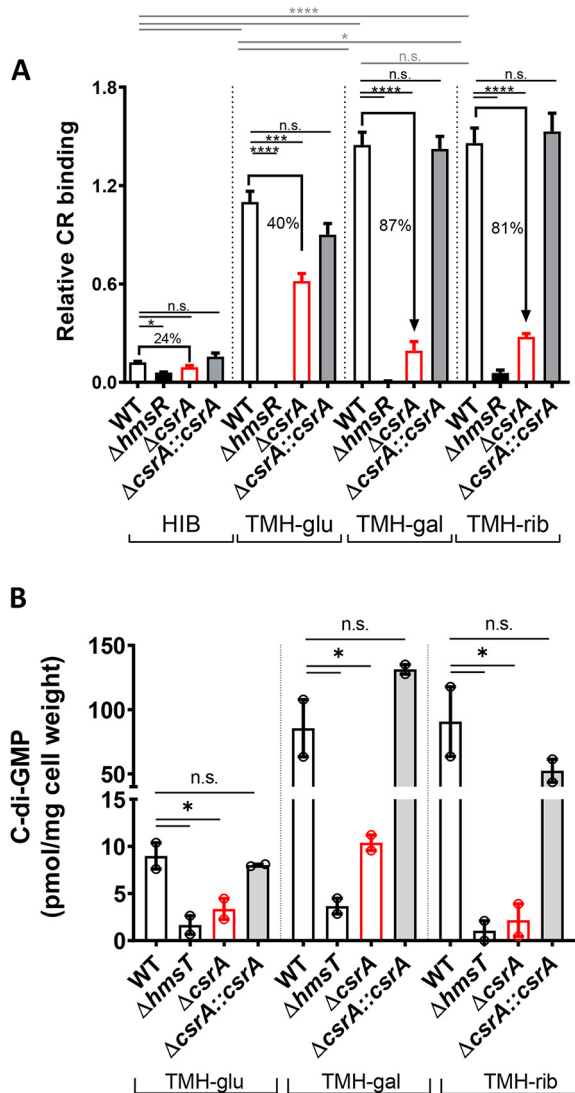 ****
*
n.s.
A
Relative CR binding
1.8
1.2
0.6
0.0
n.s.
*
24%
n.s.
***
****
40%
n.s.
****
87%
n.s.
****
81%
WT
ΔhmsR
ΔcsrA
ΔcsrA::csrA
WT
ΔhmsR
ΔcsrA
ΔcsrA::csrA
WT
ΔhmsR
ΔcsrA
ΔcsrA::csrA
WT
ΔhmsR
ΔcsrA
ΔcsrA::csrA
HIB
TMH-glu
TMH-gal
TMH-rib
B
C-di-GMP
(pmol/mg cell weight)
150
100
50
15
10
5
0
n.s.
*
n.s.
*
n.s.
*
WT
ΔhmsT
ΔcsrA
ΔcsrA::csrA
WT
ΔhmsT
ΔcsrA
ΔcsrA::csrA
WT
ΔhmsT
ΔcsrA
ΔcsrA::csrA
TMH-glu
TMH-gal
TMH-rib